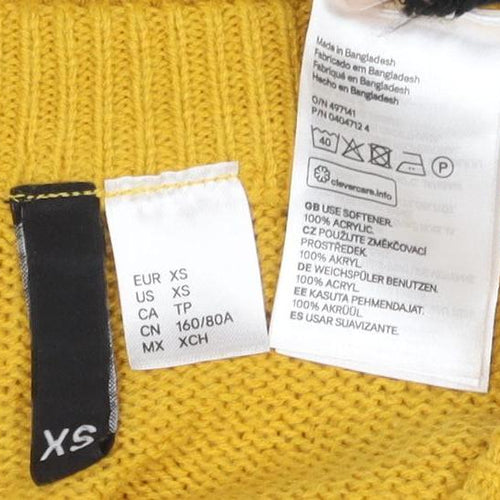 XS
EUR XS
US XS
CA TP
CN 160/80A
MX XCH
Made in Bangladesh
Fabricado em Bangladesh
Fabriqué en Bangladesh
Hecho en Bangladesh
O/N 497141
P/N 0404712 4
40
P
clevercare.info
GB USE SOFTENER.
100% ACRYLIC.
CZ POUŽIJTE ZMĚKČOVACÍ
PROSTŘEDEK.
100% AKRYL
DE WEICHSPÜLER BENUTZEN.
100% ACRYL.
EE KASUTA PEHMENDAJAT.
100% AKRÜÜL
ES USAR SUAVIZANTE.